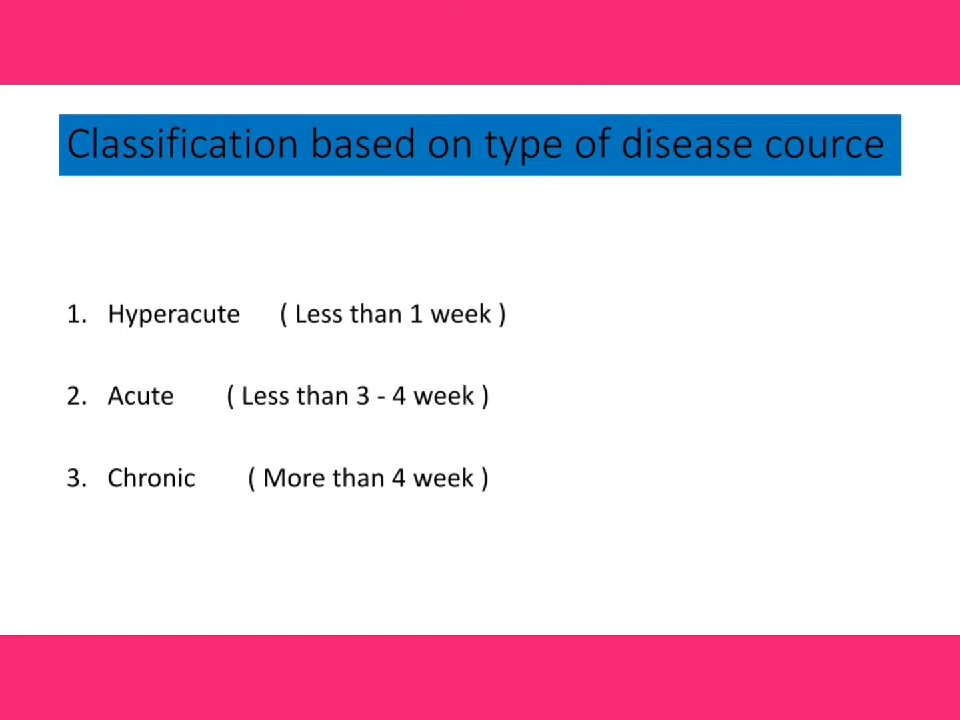 Classification based on type of disease cource
1. Hyperacute ( Less than 1 week )
2. Acute ( Less than 3 - 4 week )
3. Chronic ( More than 4 week )